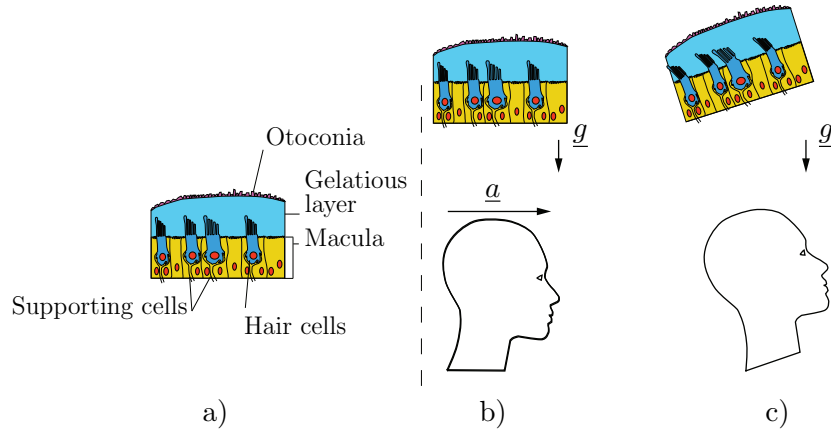 g
g
Otoconia
a
Gelatious
layer
Macula
Supporting cells
Hair cells
a)
b)
c)